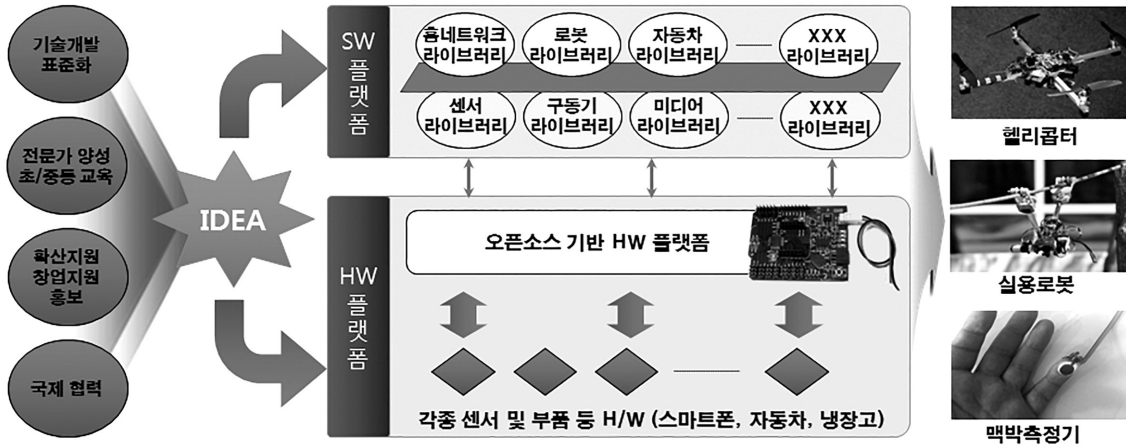 기술개발
표준화
전문가 양성
초/중등 교육
확산지원
창업지원
홍보
국제 협력
IDEA
SW 플랫폼
홈네트워크
라이브러리
로봇
라이브러리
자동차
라이브러리
XXX
라이브러리
센서
라이브러리
구동기
라이브러리
미디어
라이브러리
XXX
라이브러리
HW 플랫폼
오픈소스 기반 HW 플랫폼
각종 센서 및 부품 등 H/W (스마트폰, 자동차, 냉장고)
헬리콥터
실용로봇
맥박측정기